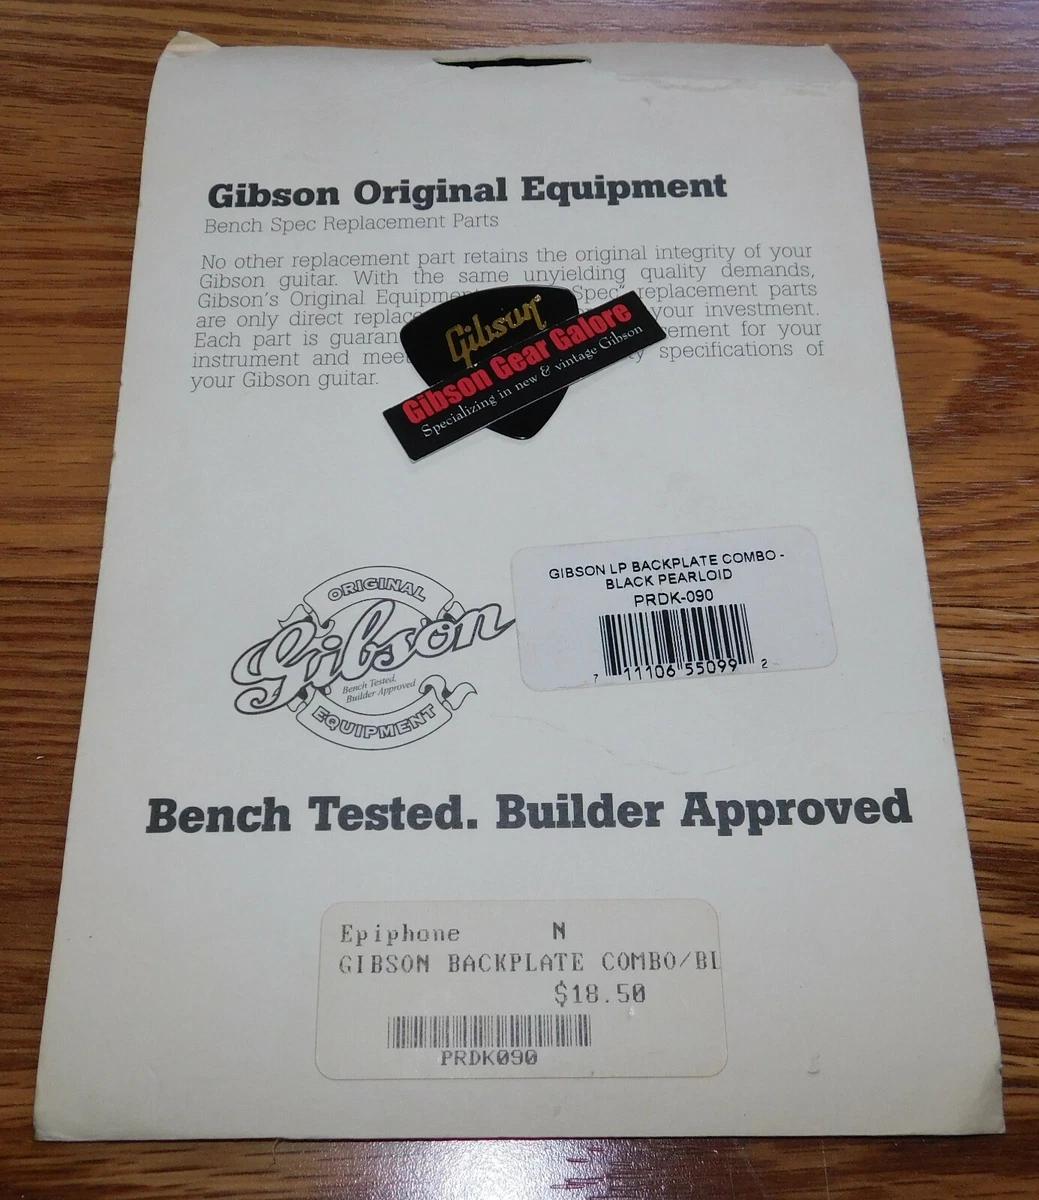 Gibson Original Equipment
Bench Spec Replacement Parts
No other replacement part retains the original integrity of your
Gibson guitar. With the same unyielding quality demands,
Gibson's Original Equipment Spec" replacement parts
are only direct your investment.
Each part is for your
instrument and specifications of
your Gibson guitar.
Gibson
Gibson Gear Galore
Specializing in new & vintage Gibson
GIBSON LP BACKPLATE COMBO -
BLACK PEARLOID
PRDK-090
7 11106 55099 2
ORIGINAL
Gibson
Bench Tested.
Builder Approved
EQUIPMENT
Bench Tested. Builder Approved
Epiphone N
GIBSON BACKPLATE COMBO/BL
$18.50
PRDK090